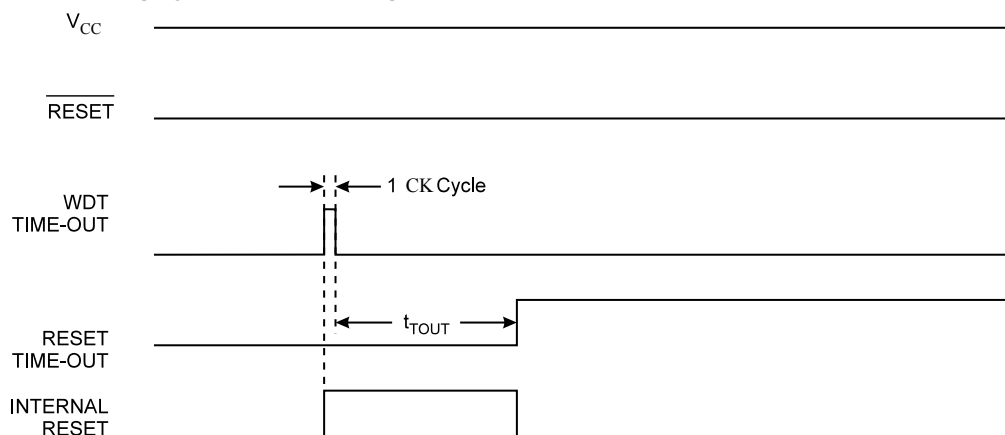 VCC
RESET
1 CK Cycle
WDT
TIME-OUT
tTOUT
RESET
TIME-OUT
INTERNAL
RESET